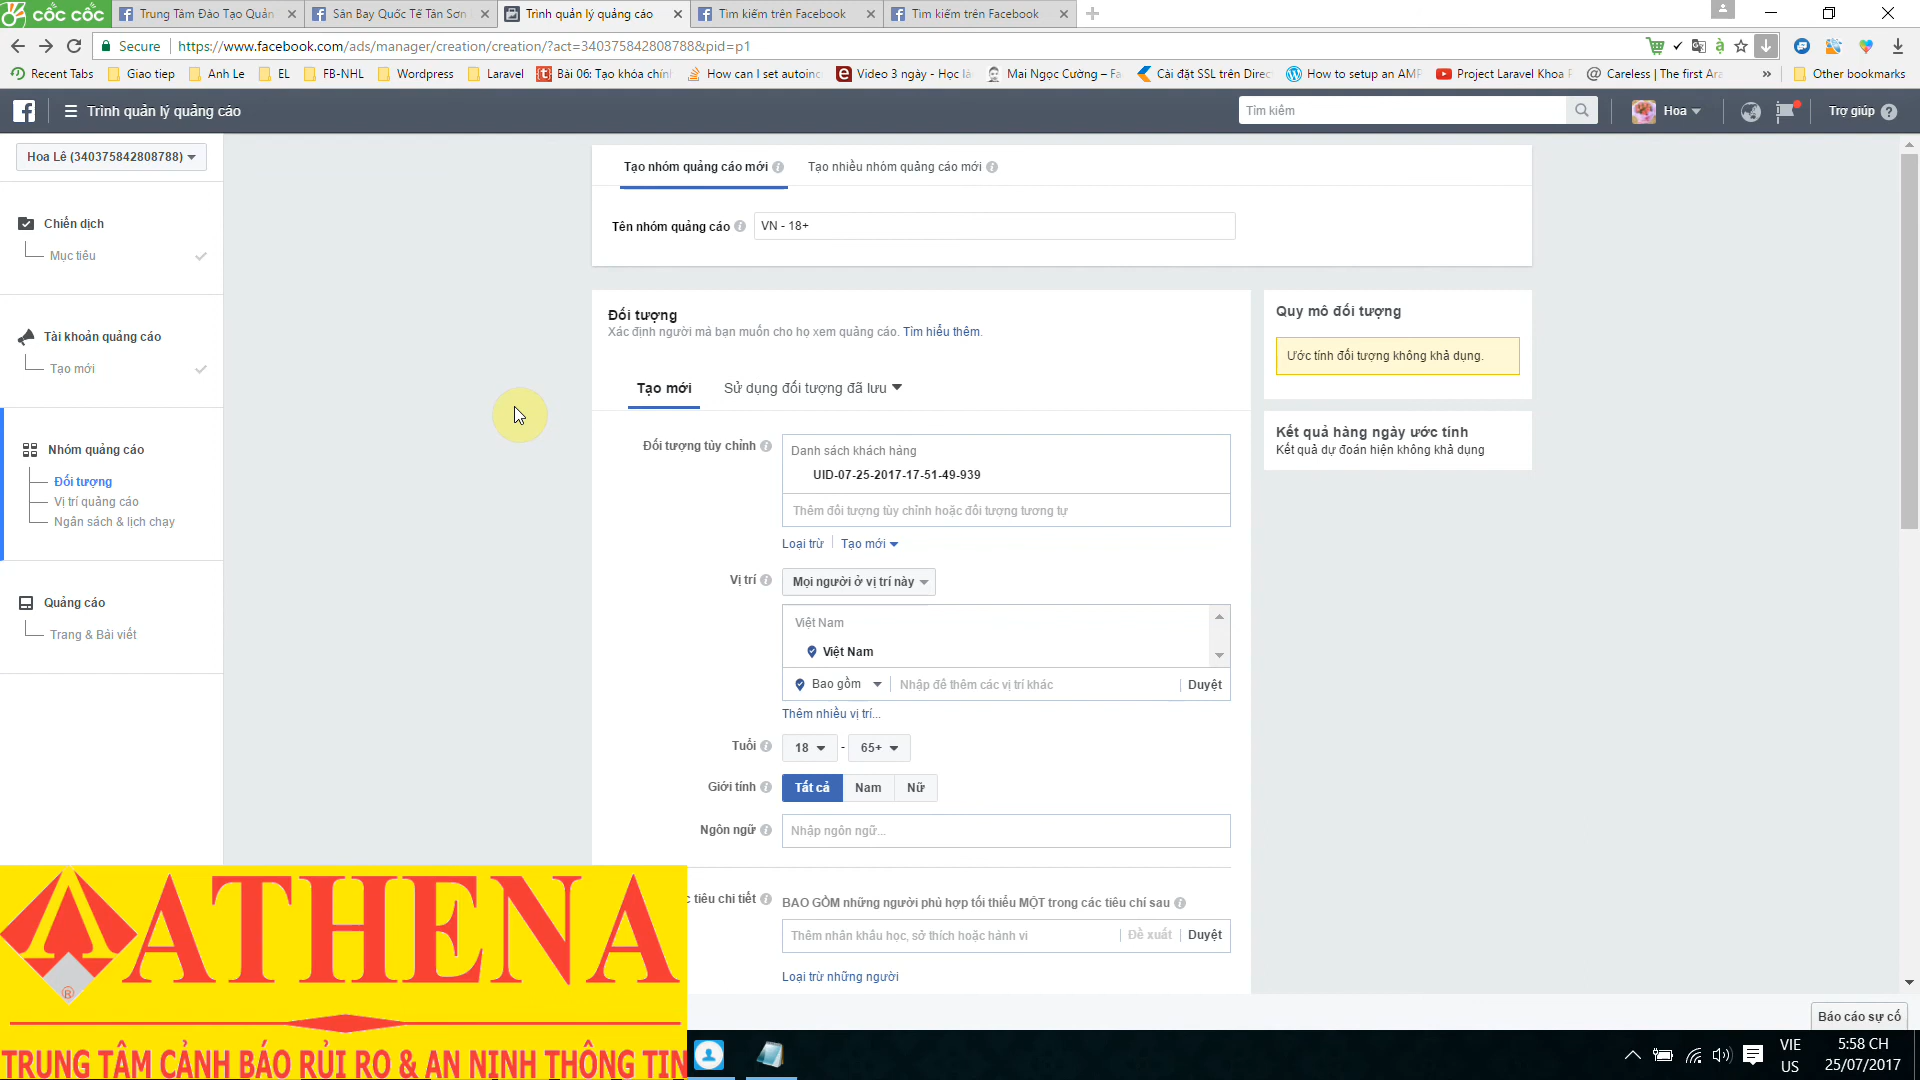 cốc cốc
Trung Tâm Đào Tạo Quản
Sân Bay Quốc Tế Tân Sơn
Trình quản lý quảng cáo
Tìm kiếm trên Facebook
Tìm kiếm trên Facebook
Secure
https://www.facebook.com/ads/manager/creation/creation/?act=340375842808788&pid=p1
Recent Tabs
Giao tiep
Anh Le
EL
FB-NHL
Wordpress
Laravel
Bài 06: Tạo khóa chính
How can I set autoinc
Video 3 ngày - Học là
Mai Ngọc Cường – Fa
Cài đặt SSL trên Direc
How to setup an AMP
Project Laravel Khoa P
Careless | The first Ara
Other bookmarks
Trình quản lý quảng cáo
Tìm kiếm
Hoa
Trợ giúp
Hoa Lê (340375842808788)
Chiến dịch
Mục tiêu
Tài khoản quảng cáo
Tạo mới
Nhóm quảng cáo
Đối tượng
Vị trí quảng cáo
Ngân sách & lịch chạy
Quảng cáo
Trang & Bài viết
Tạo nhóm quảng cáo mới
Tạo nhiều nhóm quảng cáo mới
Tên nhóm quảng cáo
VN - 18+
Đối tượng
Xác định người mà bạn muốn cho họ xem quảng cáo. Tìm hiểu thêm.
Tạo mới
Sử dụng đối tượng đã lưu
Đối tượng tùy chỉnh
Danh sách khách hàng
UID-07-25-2017-17-51-49-939
Thêm đối tượng tùy chỉnh hoặc đối tượng tương tự
Loại trừ
Tạo mới
Vị trí
Mọi người ở vị trí này
Việt Nam
Việt Nam
Bao gồm
Nhập để thêm các vị trí khác
Duyệt
Thêm nhiều vị trí...
Tuổi
18
-
65+
Giới tính
Tất cả
Nam
Nữ
Ngôn ngữ
Nhập ngôn ngữ...
c tiêu chi tiết
BAO GỒM những người phù hợp tối thiểu MỘT trong các tiêu chí sau
Thêm nhân khẩu học, sở thích hoặc hành vi
Đề xuất
Duyệt
Loại trừ những người
Quy mô đối tượng
Ước tính đối tượng không khả dụng.
Kết quả hàng ngày ước tính
Kết quả dự đoán hiện không khả dụng
ATHENA
®
TRUNG TÂM CẢNH BÁO RỦI RO & AN NINH THÔNG TIN
Báo cáo sự cố
VIE
US
5:58 CH
25/07/2017